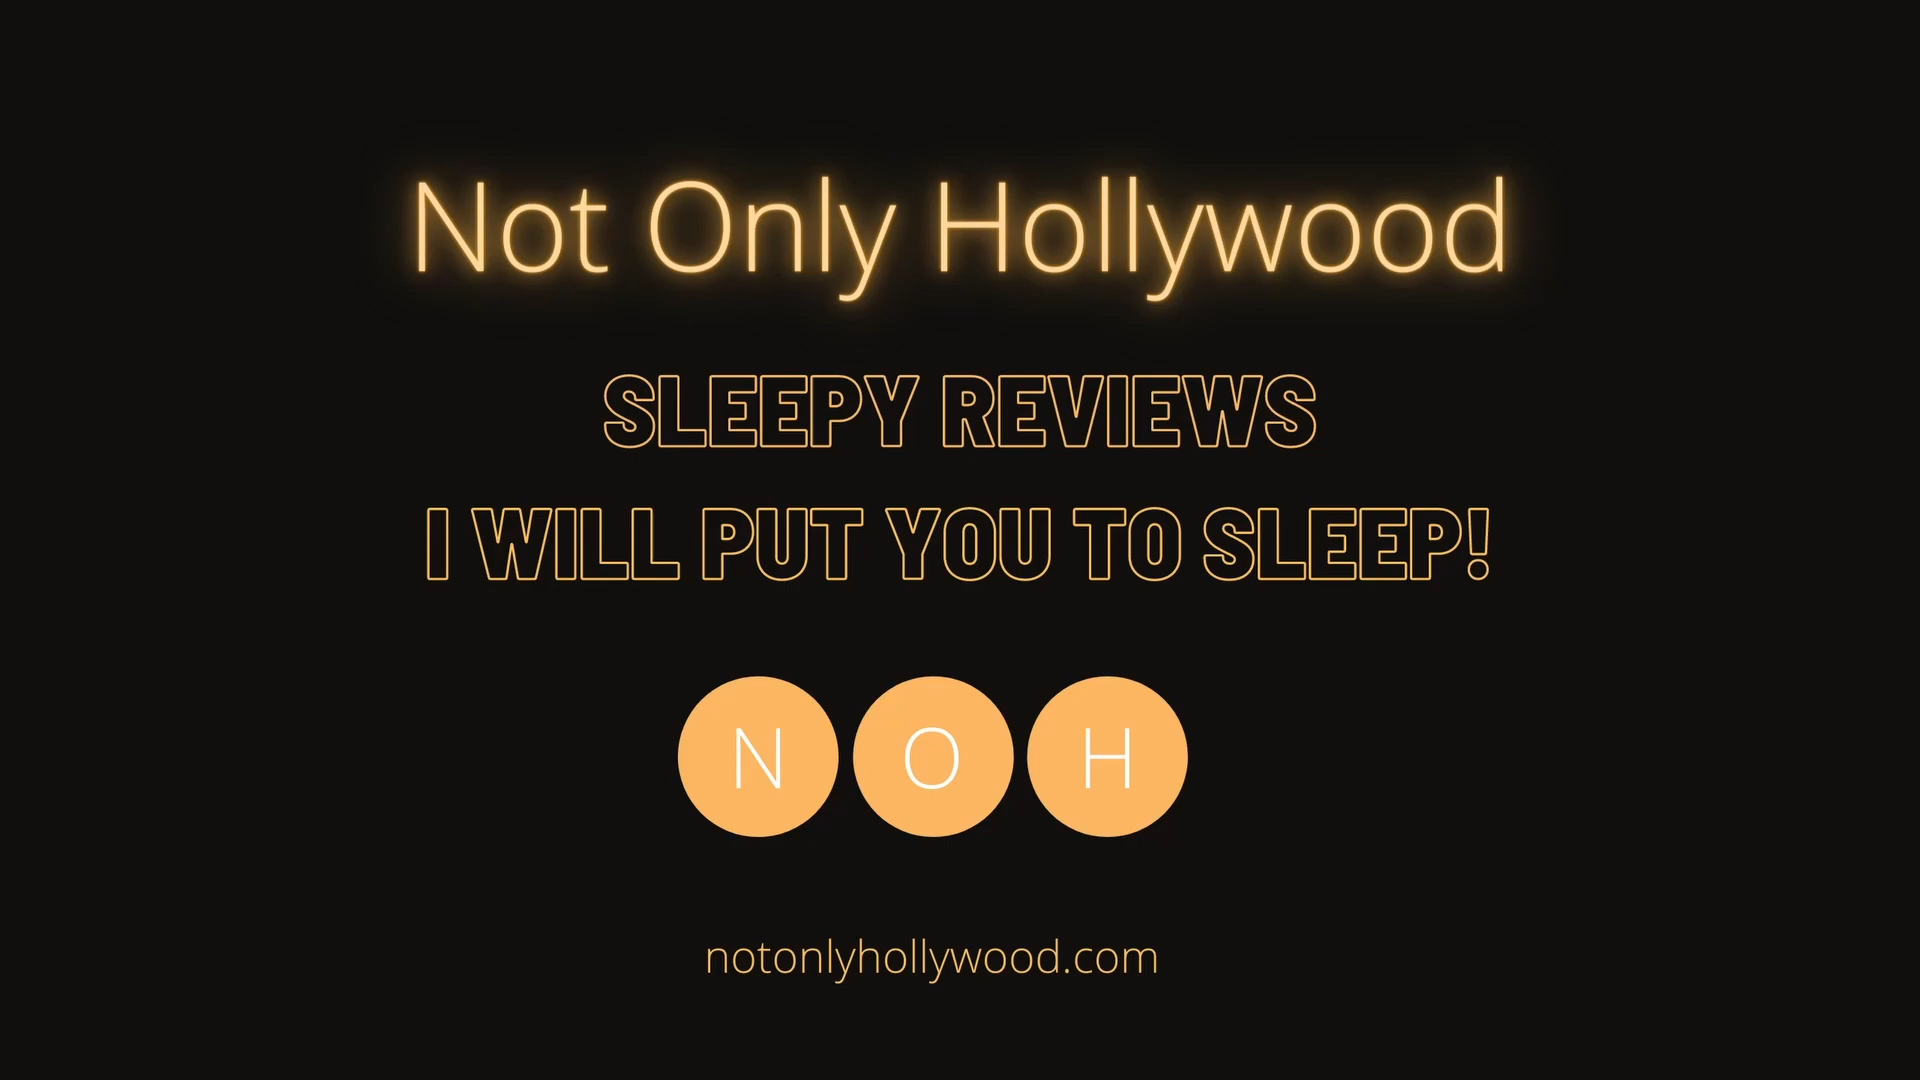 Not Only Hollywood
SLEEPY REVIEWS
I WILL PUT YOU TO SLEEP!
N O H
notonlyhollywood.com